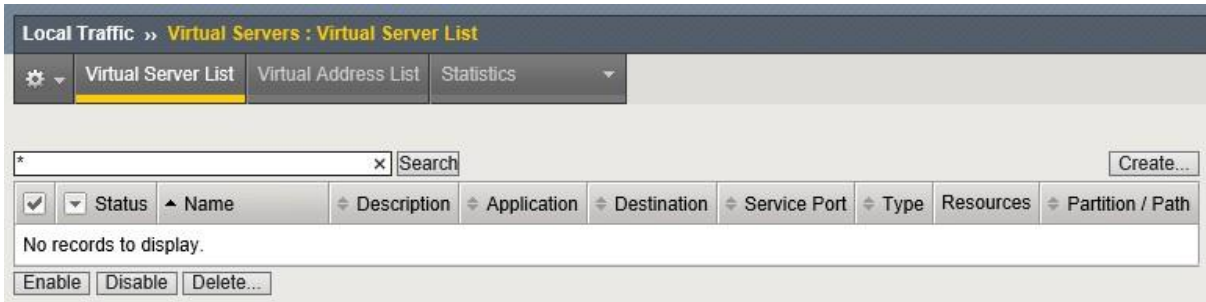 Local Traffic ›› Virtual Servers : Virtual Server List
Virtual Server List Virtual Address List Statistics
* × Search Create...
Status Name Description Application Destination Service Port Type Resources Partition / Path
No records to display.
Enable Disable Delete...